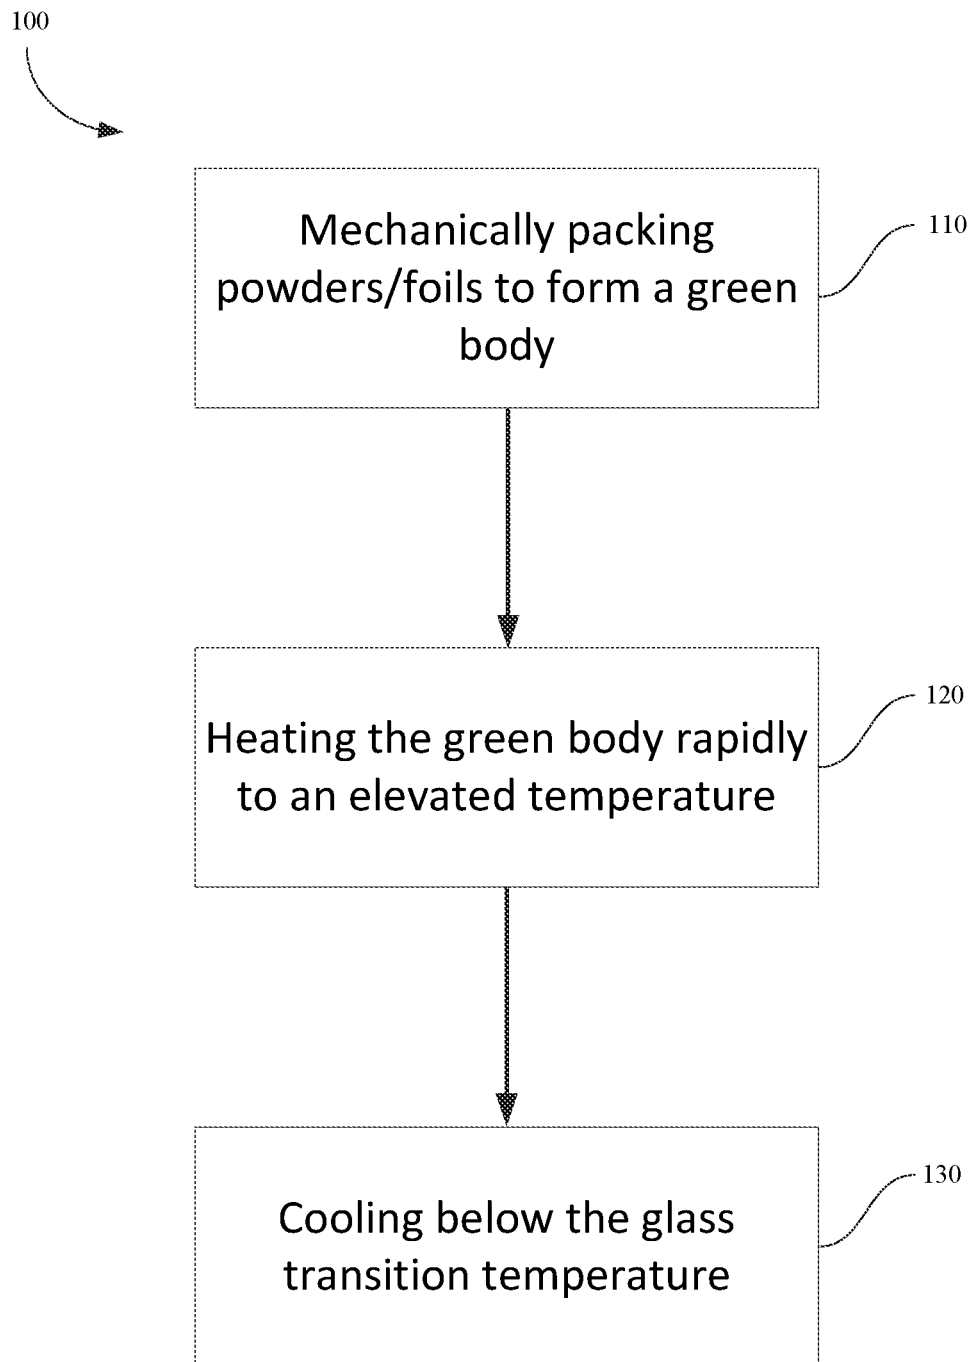 100
Mechanically packing
powders/foils to form a green
body
110
Heating the green body rapidly
to an elevated temperature
120
Cooling below the glass
transition temperature
130